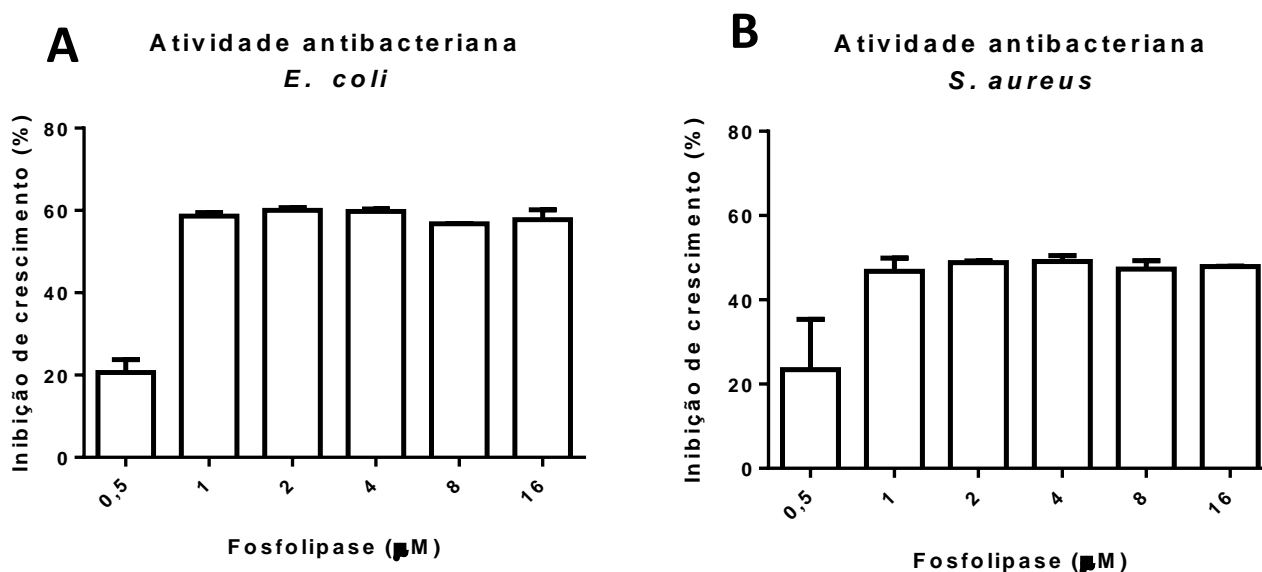 A
Atividade antibacteriana
E. coli
Inibição de crescimento (%)
80
60
40
20
0
0,5
1
2
4
8
16
Fosfolipase (μM)
B
Atividade antibacteriana
S. aureus
Inibição de crescimento (%)
80
60
40
20
0
0,5
1
2
4
8
16
Fosfolipase (μM)